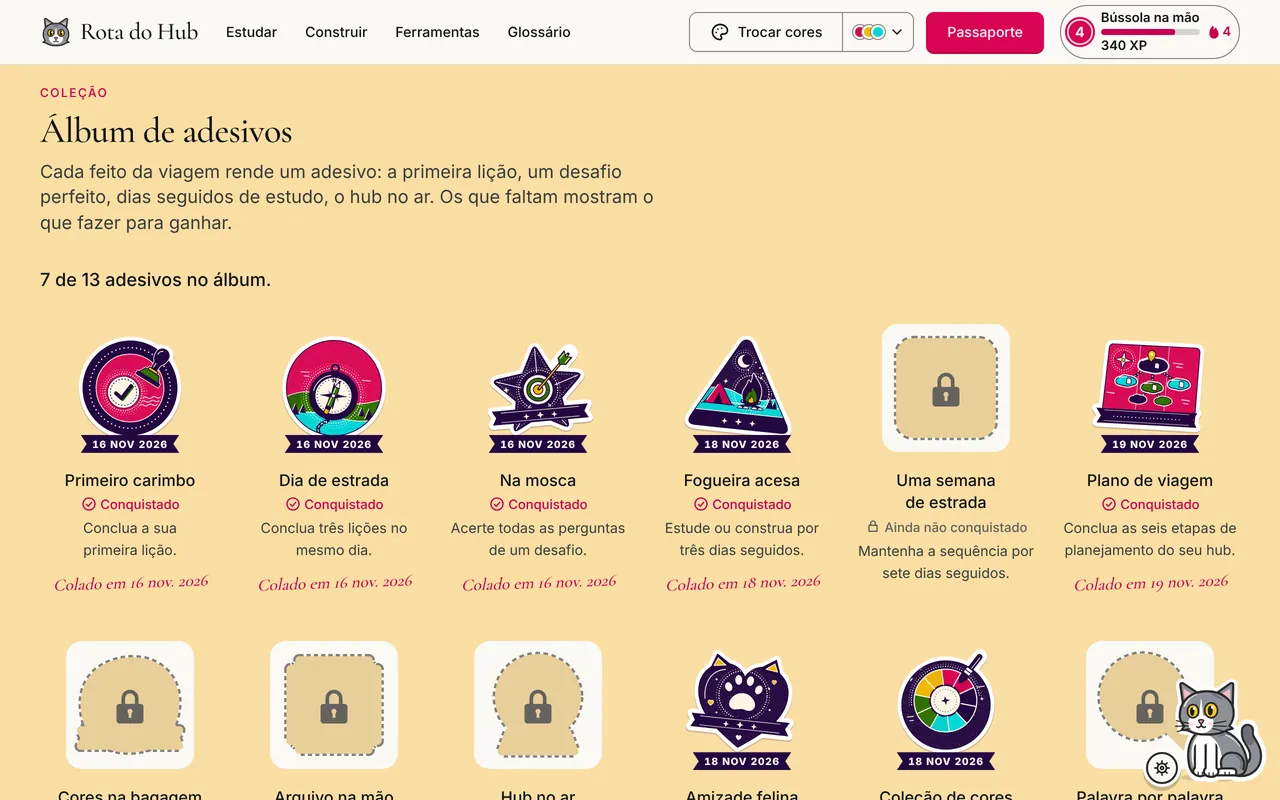 Rota do Hub
Estudar
Construir
Ferramentas
Glossário
Trocar cores
Passaporte
4
Bússola na mão
340 XP
4
COLEÇÃO
Álbum de adesivos
Cada feito da viagem rende um adesivo: a primeira lição, um desafio
perfeito, dias seguidos de estudo, o hub no ar. Os que faltam mostram o
que fazer para ganhar.
7 de 13 adesivos no álbum.
16 NOV 2026
Primeiro carimbo
Conquistado
Conclua a sua
primeira lição.
Colado em 16 nov. 2026
16 NOV 2026
Dia de estrada
Conquistado
Conclua três lições no
mesmo dia.
Colado em 16 nov. 2026
16 NOV 2026
Na mosca
Conquistado
Acerte todas as perguntas
de um desafio.
Colado em 16 nov. 2026
18 NOV 2026
Fogueira acesa
Conquistado
Estude ou construa por
três dias seguidos.
Colado em 18 nov. 2026
Uma semana
de estrada
Ainda não conquistado
Mantenha a sequência por
sete dias seguidos.
19 NOV 2026
Plano de viagem
Conquistado
Conclua as seis etapas de
planejamento do seu hub.
Colado em 19 nov. 2026
Cores na bagagem
Arquivo na mão
Hub no ar
18 NOV 2026
Amizade felina
18 NOV 2026
Coleção de cores
Palavra por palavra